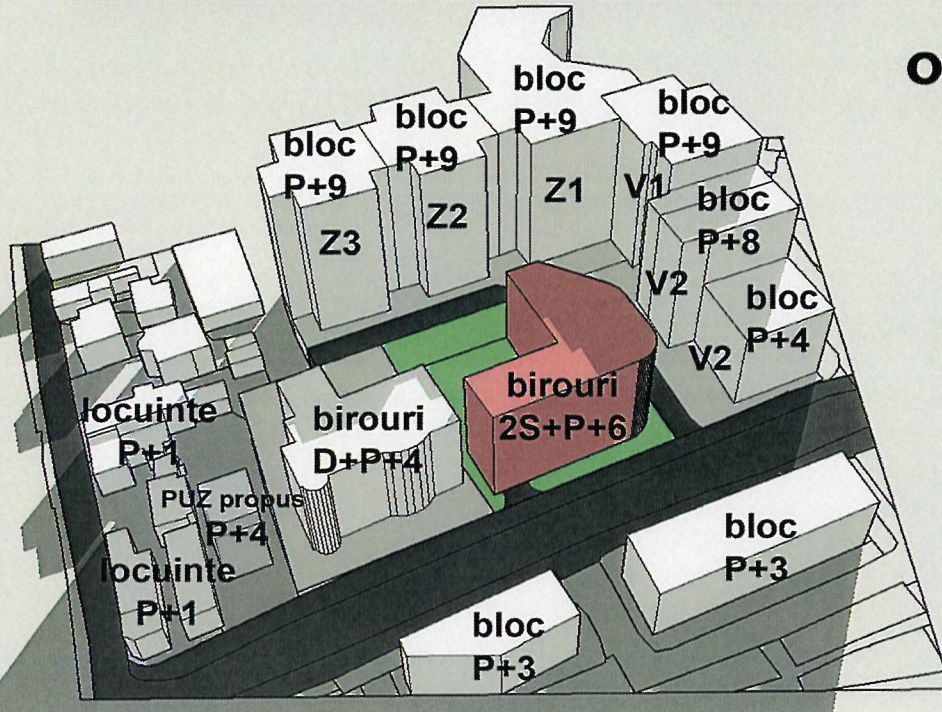 O
bloc
P+9
bloc
P+9
bloc
P+9
bloc
P+9
Z3
Z2
Z1
V1
bloc
P+8
V2
bloc
P+4
V2
birouri
2S+P+6
birouri
D+P+4
locuinte
P+1
PUZ propus
P+4
locuinte
P+1
bloc
P+3
bloc
P+3